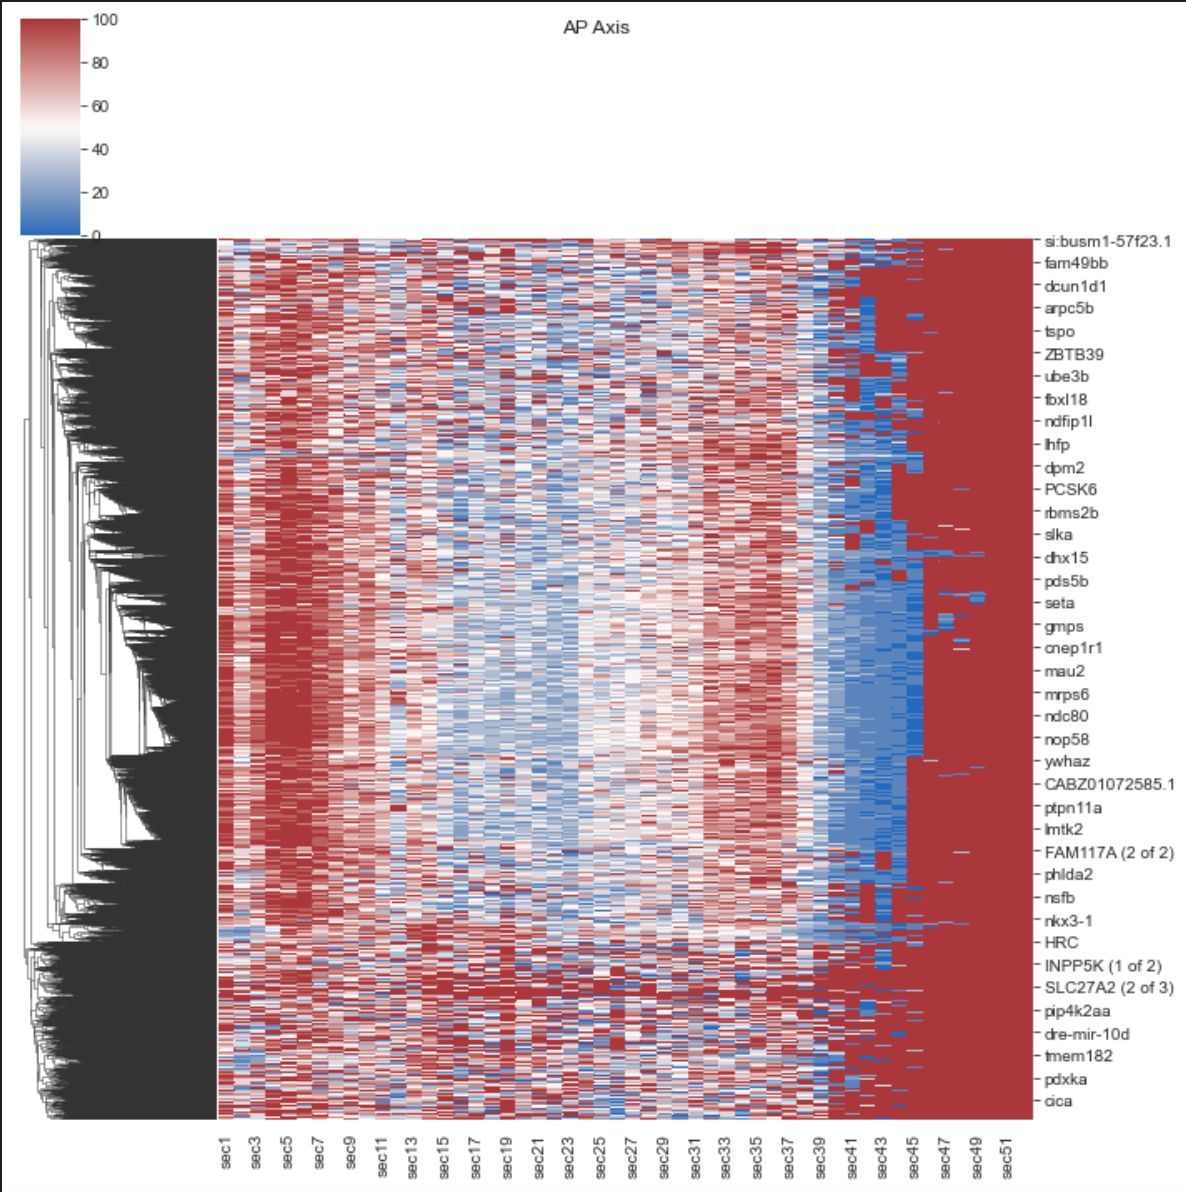 AP Axis
100
80
60
40
20
0
si:busm1-57f23.1
fam49bb
dcun1d1
arpc5b
tspo
ZBTB39
ube3b
fbxl18
ndfip1l
lhfp
dpm2
PCSK6
rbms2b
slka
dhx15
pds5b
seta
gmps
cnep1r1
mau2
mrps6
ndc80
nop58
ywhaz
CABZ01072585.1
ptpn11a
lmtk2
FAM117A (2 of 2)
phlda2
nsfb
nkx3-1
HRC
INPP5K (1 of 2)
SLC27A2 (2 of 3)
pip4k2aa
dre-mir-10d
tmem182
pdxka
cica
sec1
sec3
sec5
sec7
sec9
sec11
sec13
sec15
sec17
sec19
sec21
sec23
sec25
sec27
sec29
sec31
sec33
sec35
sec37
sec39
sec41
sec43
sec45
sec47
sec49
sec51